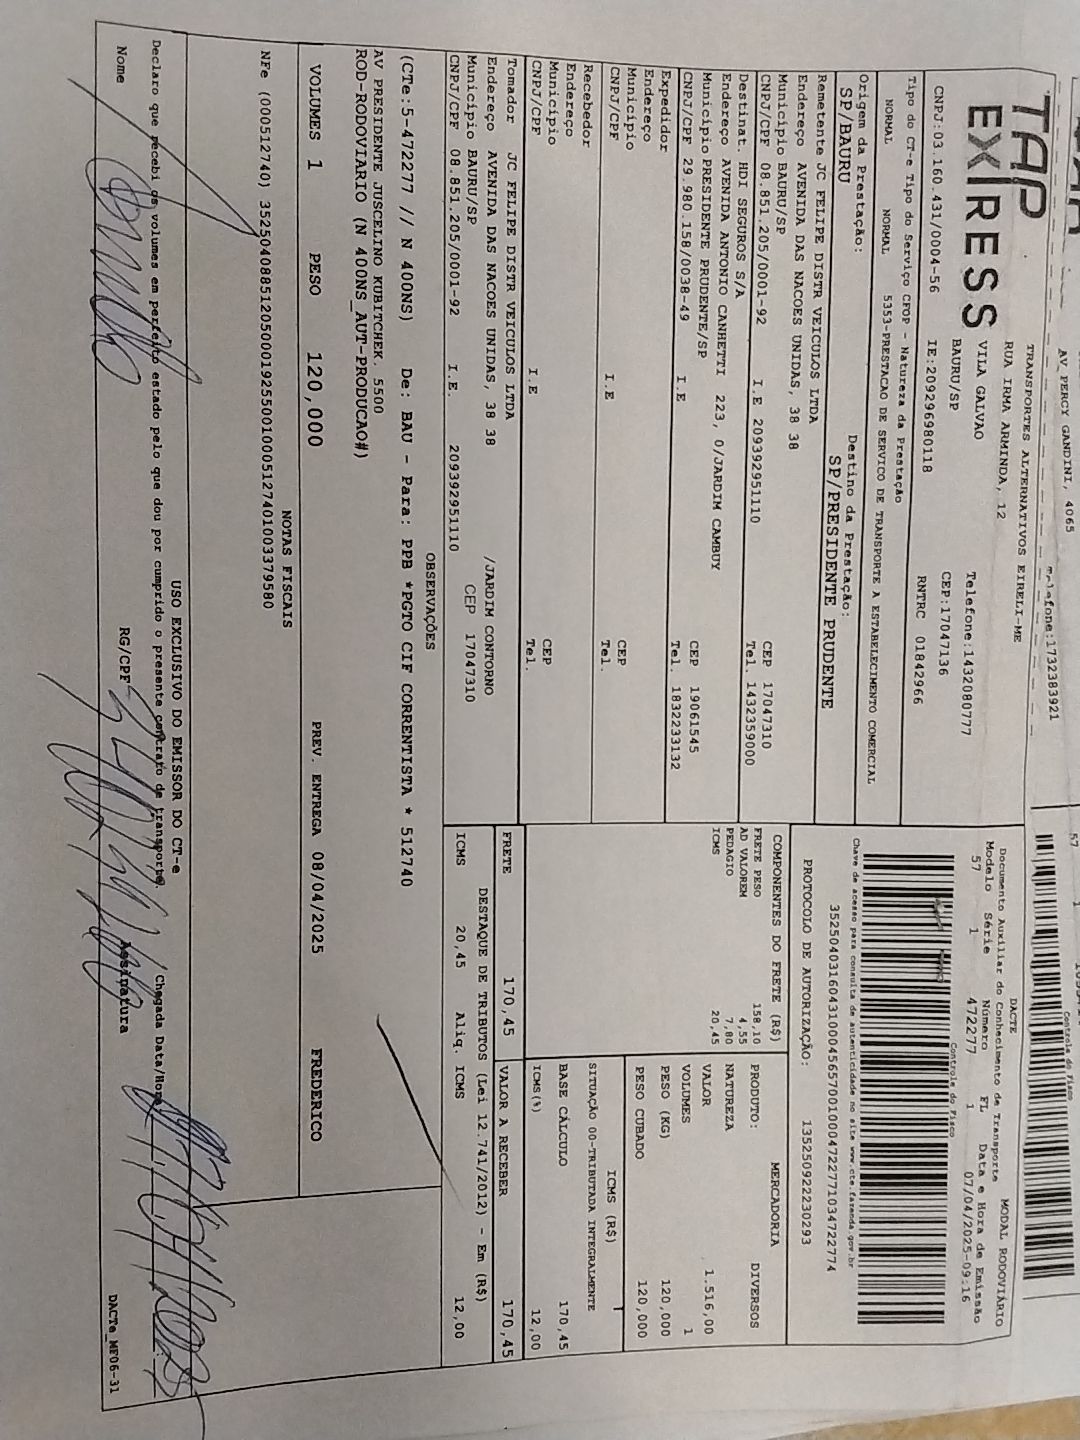 AV PERCY GANDINI, 4065
Telefone:1732383921
57 1
Controle do Fisco
TAP
EXPRESS
TRANSPORTES ALTERNATIVOS EIRELI-ME
RUA IRMA ARMINDA, 12
VILA GALVAO Telefone:1432080777
BAURU/SP CEP:17047136
CNPJ:03.160.431/0004-56 IE:209296980118 RNTRC 01842966
DACTE MODAL RODOVIÁRIO
Documento Auxiliar do Conhecimento de Transporte
Modelo Série Número FL Data e Hora de Emissão
57 1 472277 1 07/04/2025-09:16
Controle do Fisco
Tipo do CT-e Tipo do Serviço CFOP - Natureza da Prestação
NORMAL NORMAL 5353-PRESTACAO DE SERVICO DE TRANSPORTE A ESTABELECIMENTO COMERCIAL
Chave de acesso para consulta de autenticidade no site www.cte.fazenda.gov.br
35250403160431000456570010004722771034722774
PROTOCOLO DE AUTORIZAÇÃO: 135250922230293
Origem da Prestação: Destino da Prestação:
SP/BAURU SP/PRESIDENTE PRUDENTE
Remetente JC FELIPE DISTR VEICULOS LTDA
Endereço AVENIDA DAS NACOES UNIDAS, 38 38
Município BAURU/SP CEP 17047310
CNPJ/CPF 08.851.205/0001-92 I.E 209392951110 Tel. 1432359000
Destinat. HDI SEGUROS S/A
Endereço AVENIDA ANTONIO CANHETTI 223, 0/JARDIM CAMBUY
Município PRESIDENTE PRUDENTE/SP CEP 19061545
CNPJ/CPF 29.980.158/0038-49 I.E Tel. 1832233132
Expedidor
Endereço
Município CEP
CNPJ/CPF I.E Tel.
Recebedor
Endereço
Município CEP
CNPJ/CPF I.E Tel.
Tomador JC FELIPE DISTR VEICULOS LTDA
Endereço AVENIDA DAS NACOES UNIDAS, 38 38 /JARDIM CONTORNO
Município BAURU/SP CEP 17047310
CNPJ/CPF 08.851.205/0001-92 I.E. 209392951110
COMPONENTES DO FRETE (R$)
FRETE PESO 158,10
AD VALOREM 4,55
PEDAGIO 7,80
ICMS 20,45
MERCADORIA
PRODUTO: DIVERSOS
NATUREZA
VALOR 1.516,00
VOLUMES 1
PESO (KG) 120,000
PESO CUBADO 120,000
ICMS (R$)
SITUAÇÃO 00-TRIBUTADA INTEGRALMENTE
BASE CÁLCULO 170,45
ICMS(%) 12,00
FRETE 170,45 VALOR A RECEBER 170,45
DESTAQUE DE TRIBUTOS (Lei 12.741/2012) - Em (R$)
ICMS 20,45 Aliq. ICMS 12,00
OBSERVAÇÕES
(CTe:5-472277 // N 400NS) De: BAU - Para: PPB *PGTO CIF CORRENTISTA * 512740
AV PRESIDENTE JUSCELINO KUBITCHEK. 5500
ROD-RODOVIARIO (N 400NS_AUT-PRODUCAO#)
VOLUMES 1 PESO 120,000 PREV. ENTREGA 08/04/2025 FREDERICO
NOTAS FISCAIS
NFe (000512740) 35250408851205000192550010005127401003379580
USO EXCLUSIVO DO EMISSOR DO CT-e
Declaro que recebi os volumes em perfeito estado pelo que dou por cumprido o presente contrato de transporte. Chegada Data/Hora
Nome RG/CPF Assinatura
DACTe_MF06-31